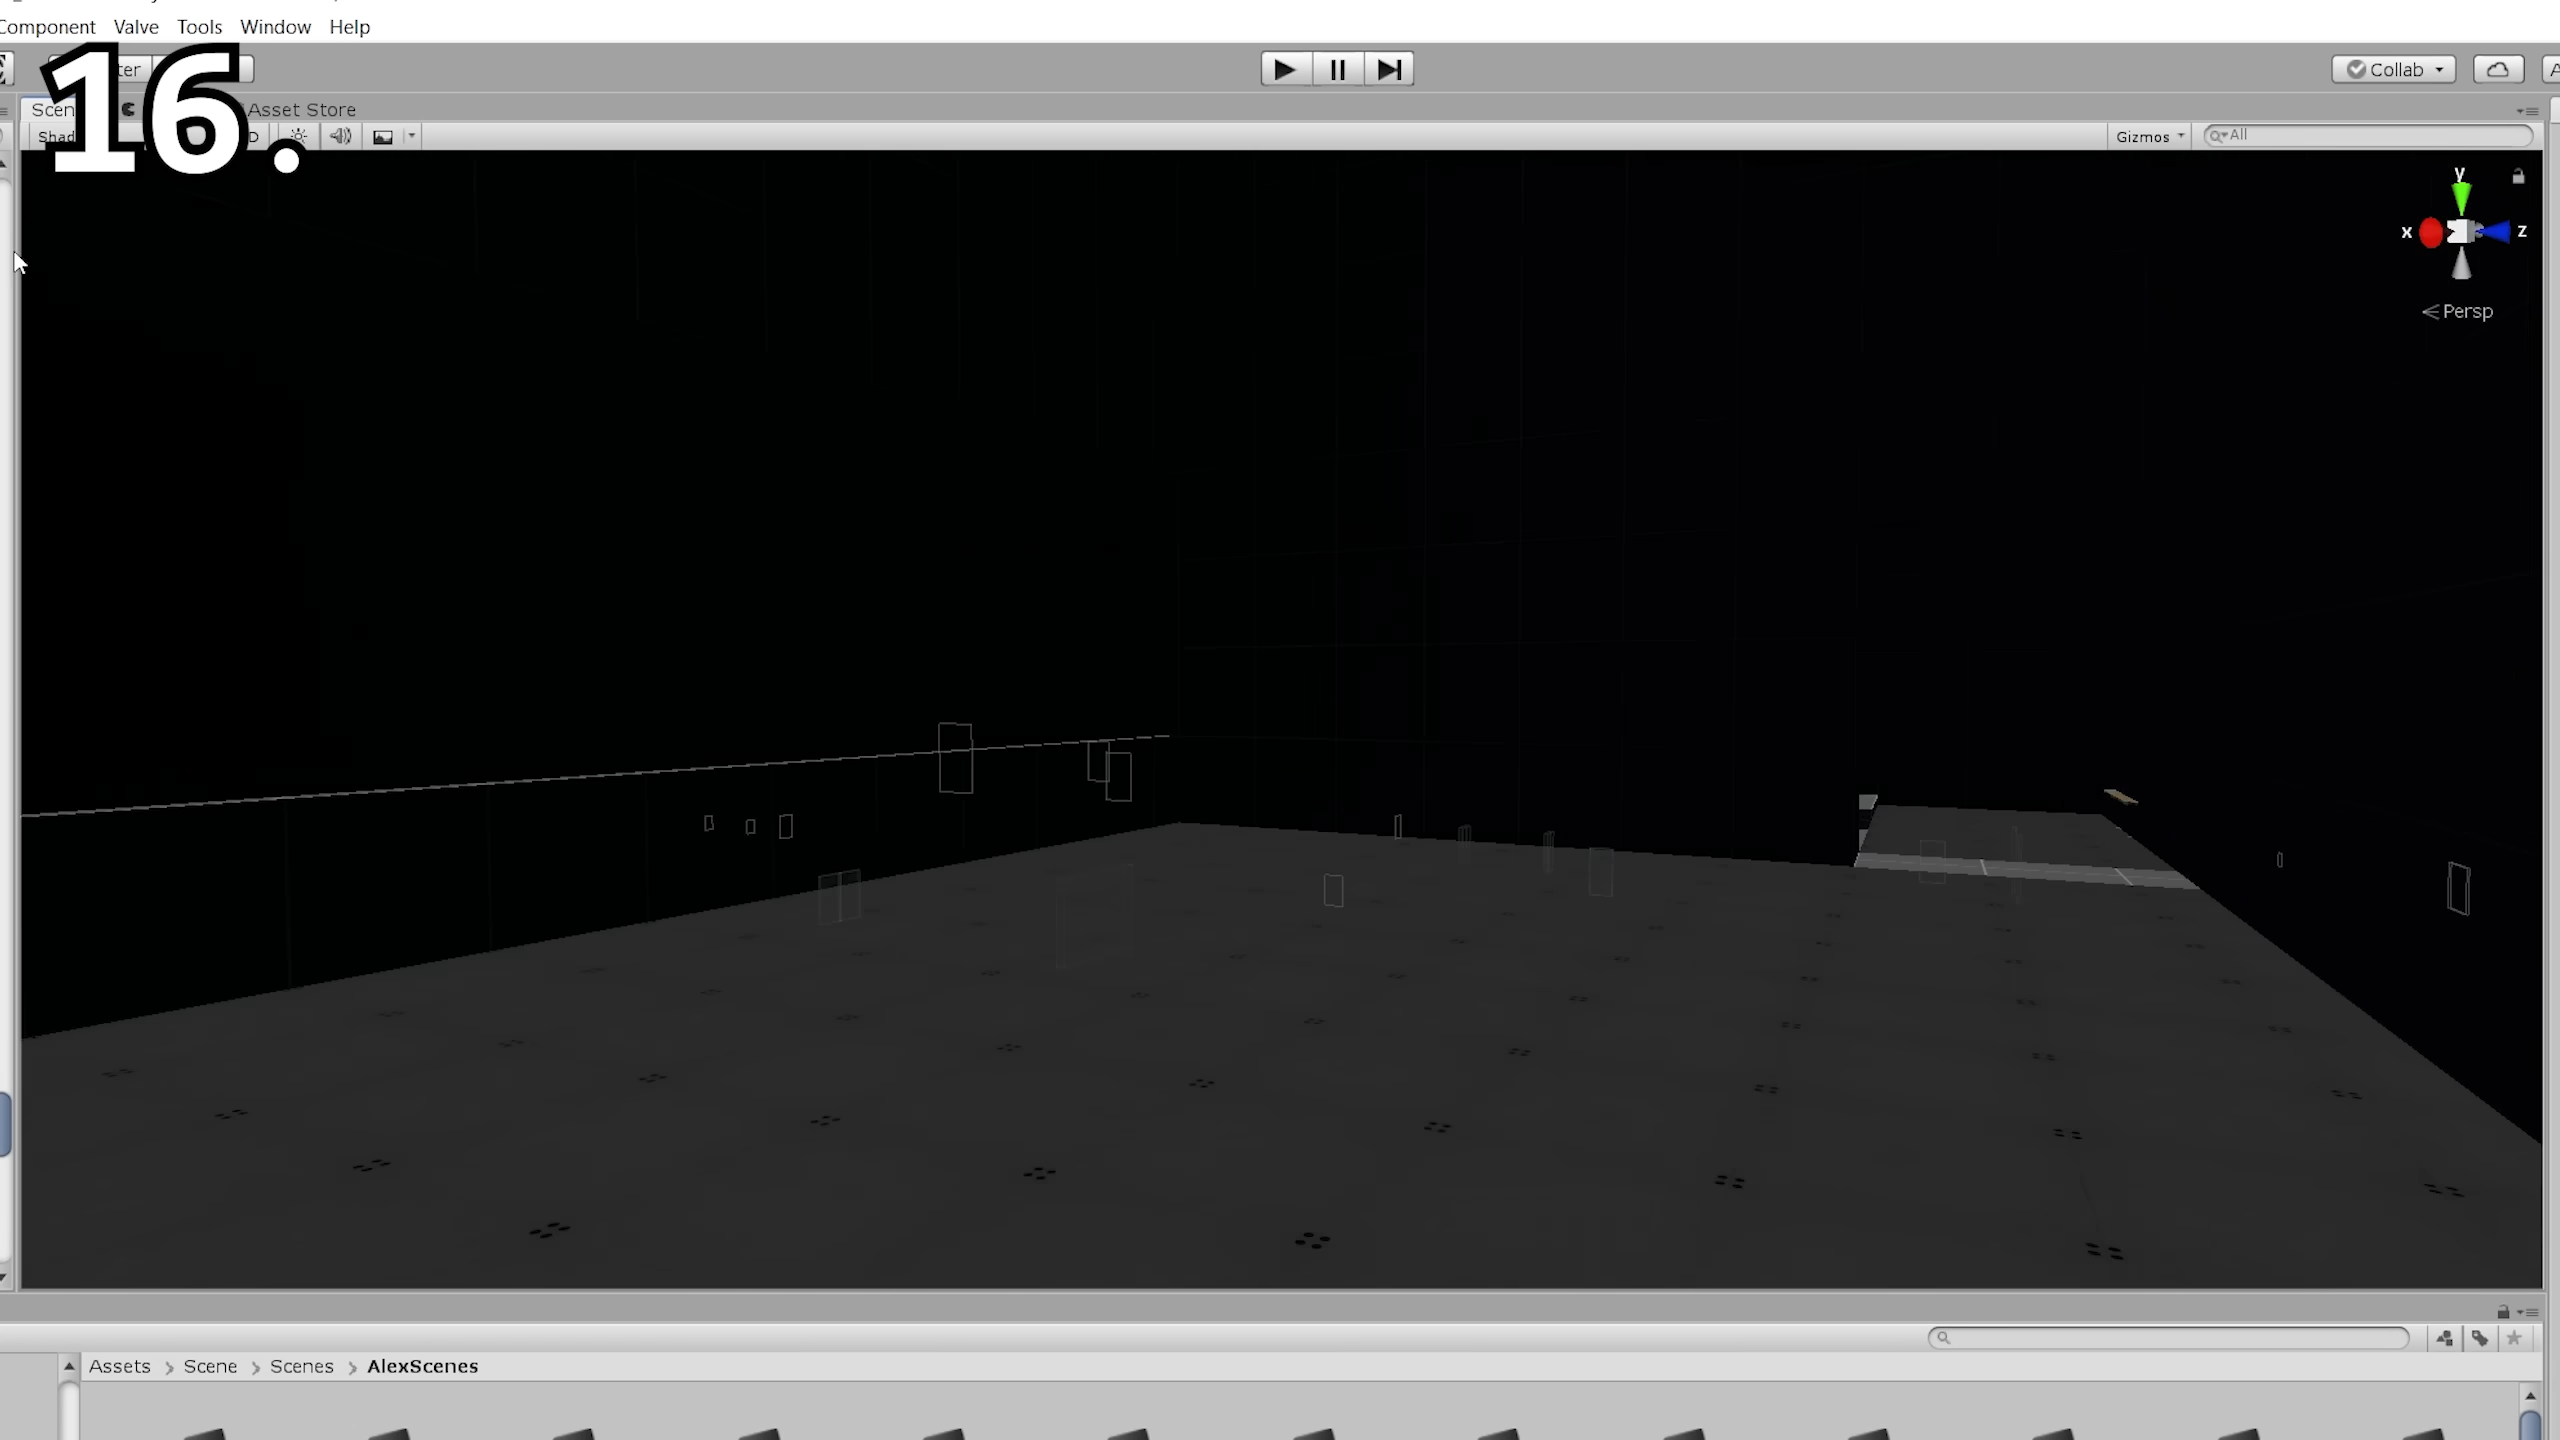 Component Valve Tools Window Help
16.
Collab
Asset Store
Gizmos
All
y
x
z
Persp
Assets > Scene > Scenes > AlexScenes